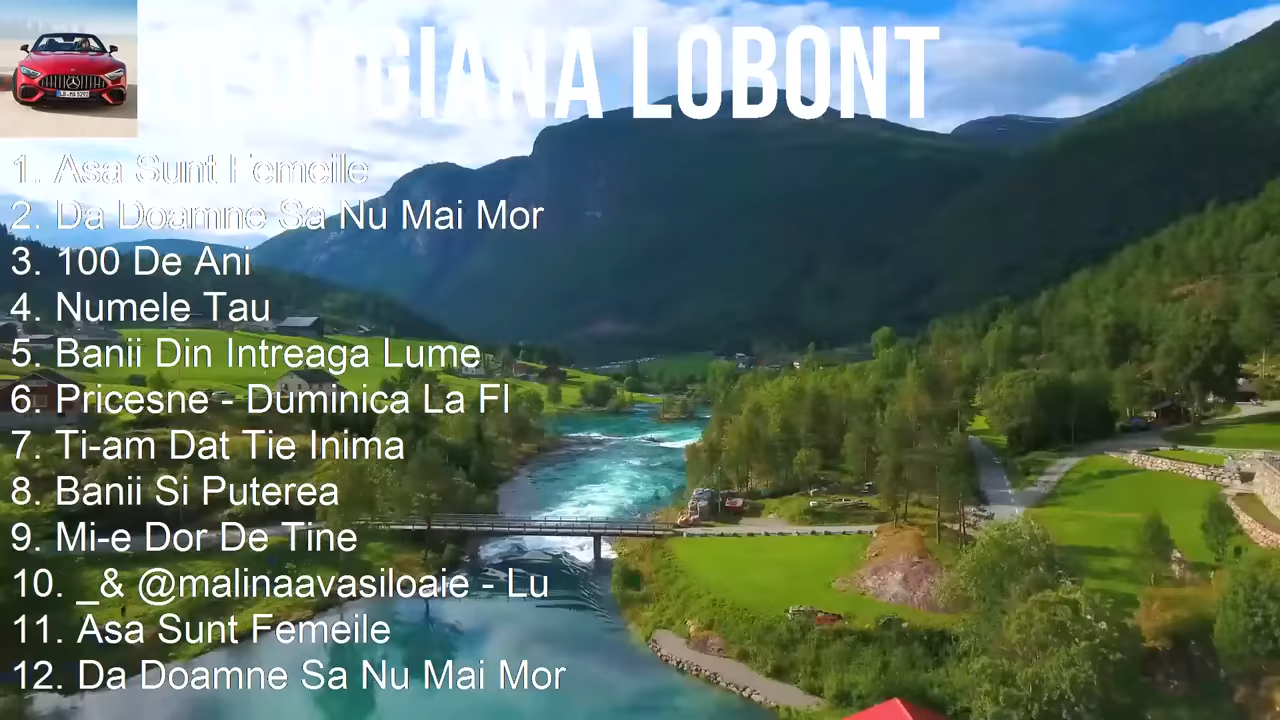 GEORGIANA LOBONT
1. Asa Sunt Femeile
2. Da Doamne Sa Nu Mai Mor
3. 100 De Ani
4. Numele Tau
5. Banii Din Intreaga Lume
6. Pricesne - Duminica La Fl
7. Ti-am Dat Tie Inima
8. Banii Si Puterea
9. Mi-e Dor De Tine
10. _& @malinaavasiloaie - Lu
11. Asa Sunt Femeile
12. Da Doamne Sa Nu Mai Mor